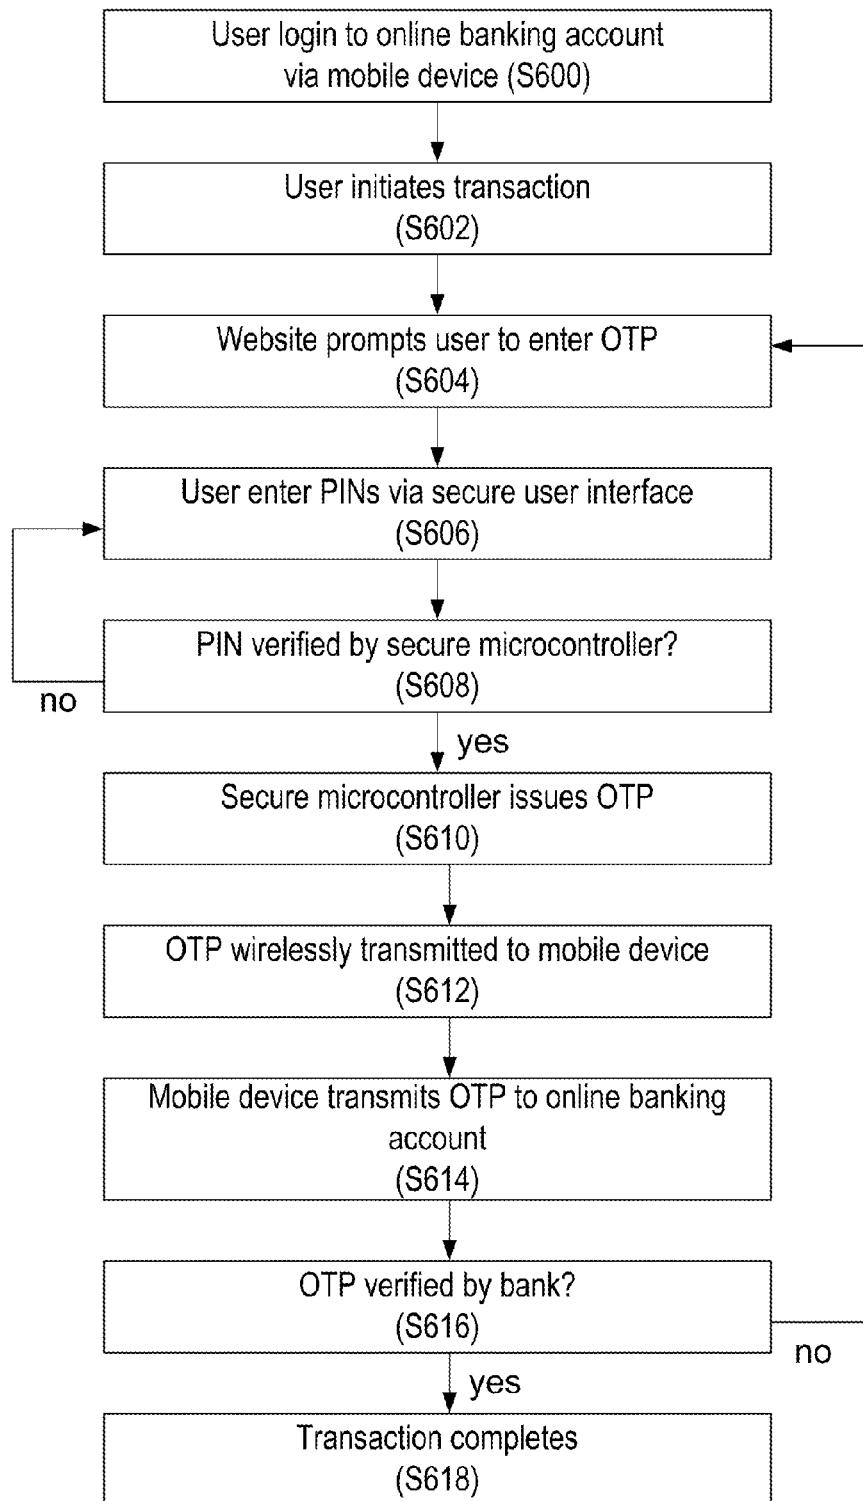 User login to online banking account
via mobile device (S600)
User initiates transaction
(S602)
Website prompts user to enter OTP
(S604)
User enter PINs via secure user interface
(S606)
PIN verified by secure microcontroller?
(S608)
no
yes
Secure microcontroller issues OTP
(S610)
OTP wirelessly transmitted to mobile device
(S612)
Mobile device transmits OTP to online banking
account
(S614)
OTP verified by bank?
(S616)
no
yes
Transaction completes
(S618)